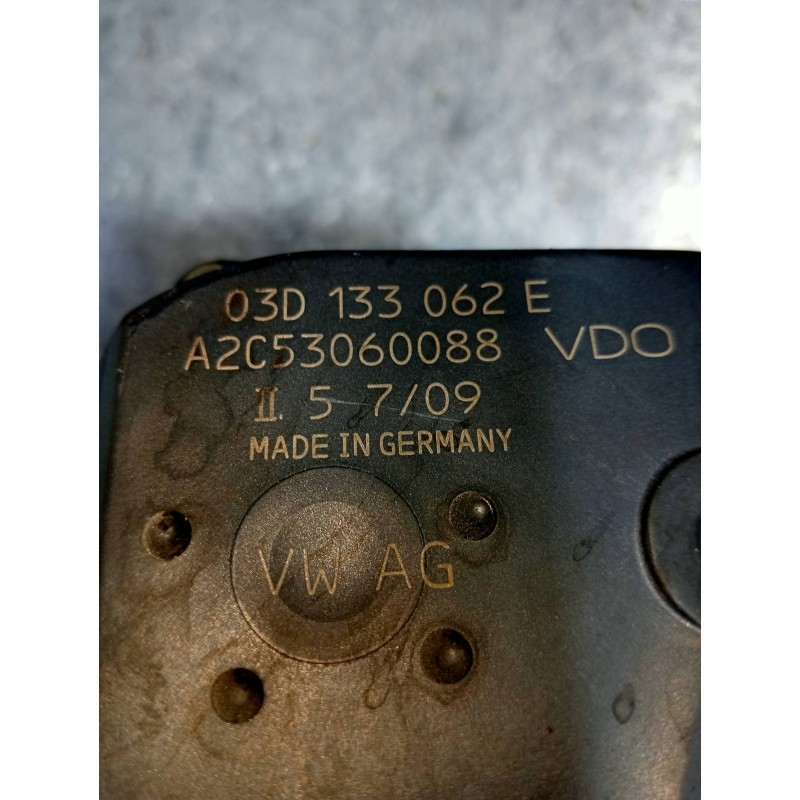 03D 133 062 E
A2C53060088 VDO
II. 5 7/09
MADE IN GERMANY
VW AG